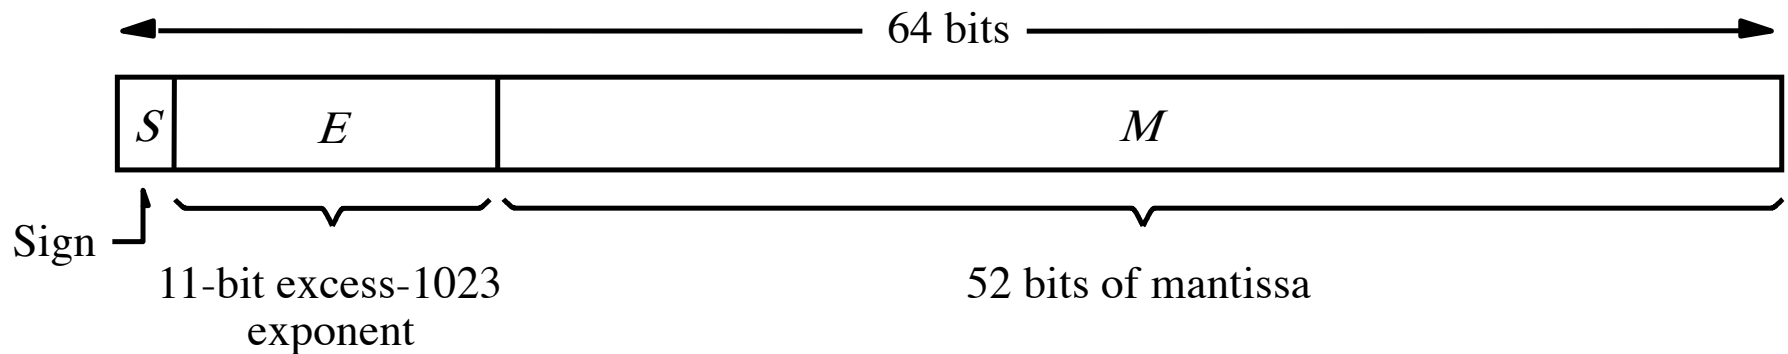 64 bits
S
E
M
Sign
11-bit excess-1023
exponent
52 bits of mantissa